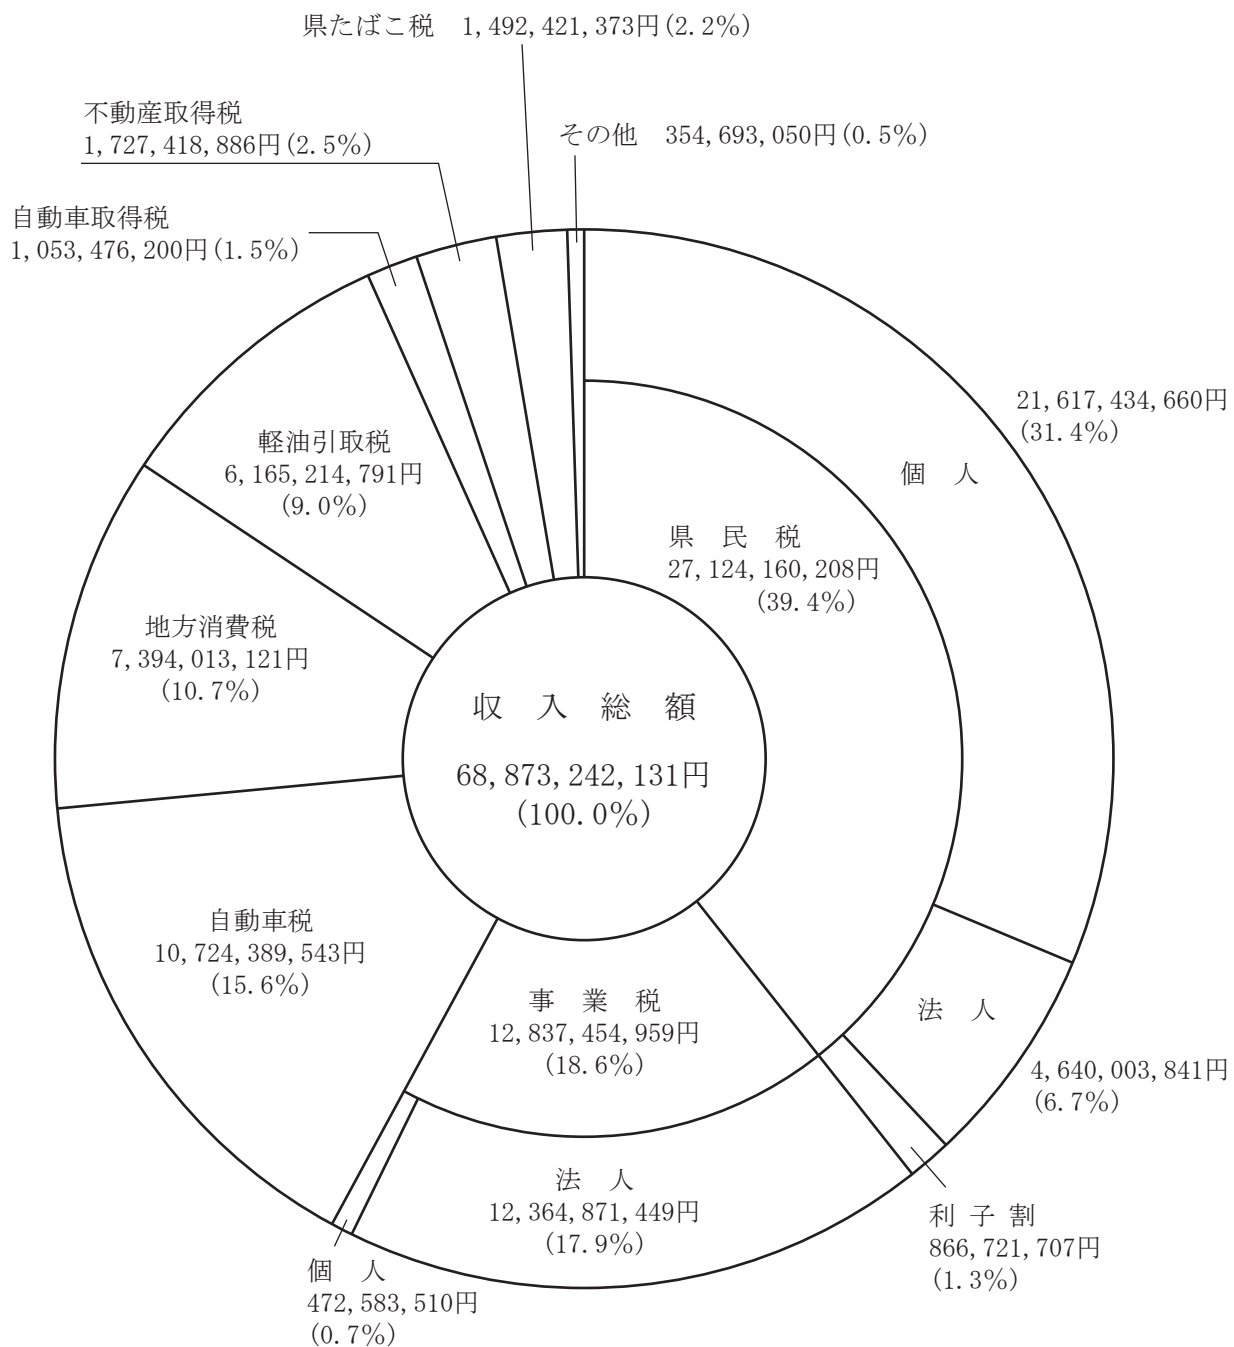 県たばこ税 1,492,421,373円(2.2%)
不動産取得税
1,727,418,886円(2.5%)
その他 354,693,050円(0.5%)
自動車取得税
1,053,476,200円(1.5%)
21,617,434,660円
(31.4%)
個 人
軽油引取税
6,165,214,791円
(9.0%)
県 民 税
27,124,160,208円
(39.4%)
地方消費税
7,394,013,121円
(10.7%)
収 入 総 額
68,873,242,131円
(100.0%)
自動車税
10,724,389,543円
(15.6%)
事 業 税
12,837,454,959円
(18.6%)
法 人
4,640,003,841円
(6.7%)
法 人
12,364,871,449円
(17.9%)
利 子 割
866,721,707円
(1.3%)
個 人
472,583,510円
(0.7%)